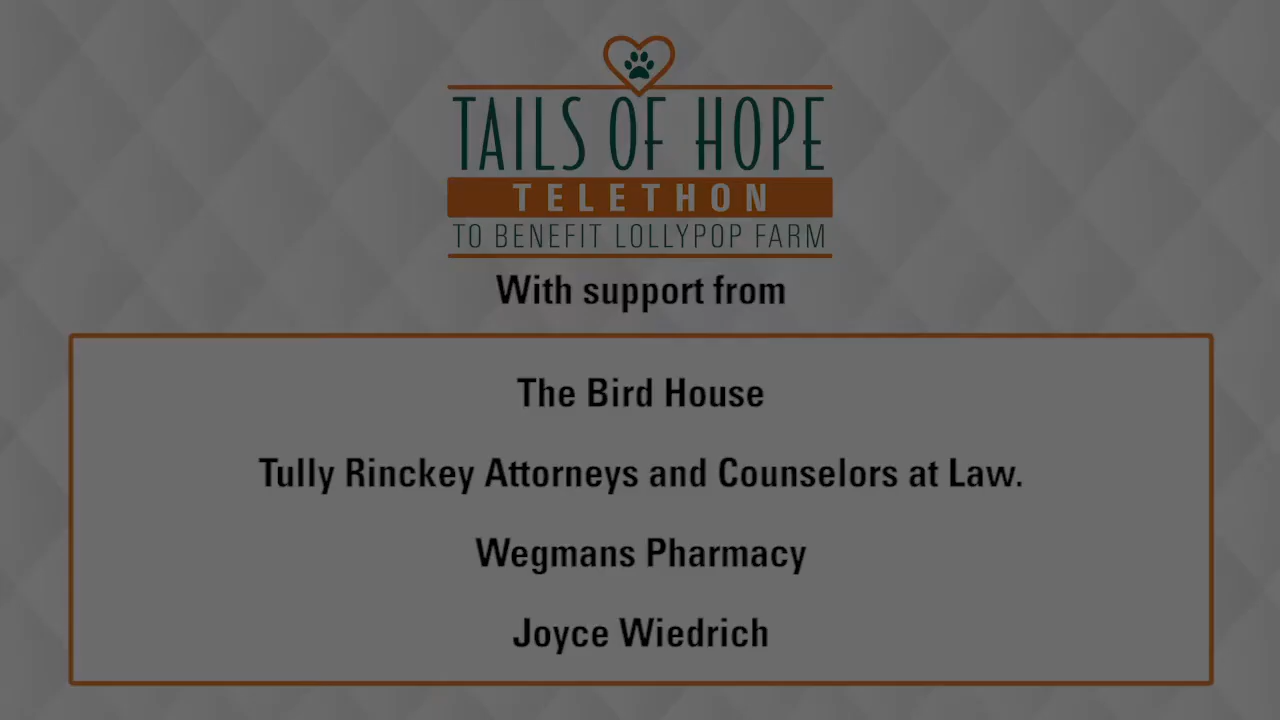 TAILS OF HOPE
TELETHON
TO BENEFIT LOLLYPOP FARM
With support from
The Bird House
Tully Rinckey Attorneys and Counselors at Law.
Wegmans Pharmacy
Joyce Wiedrich